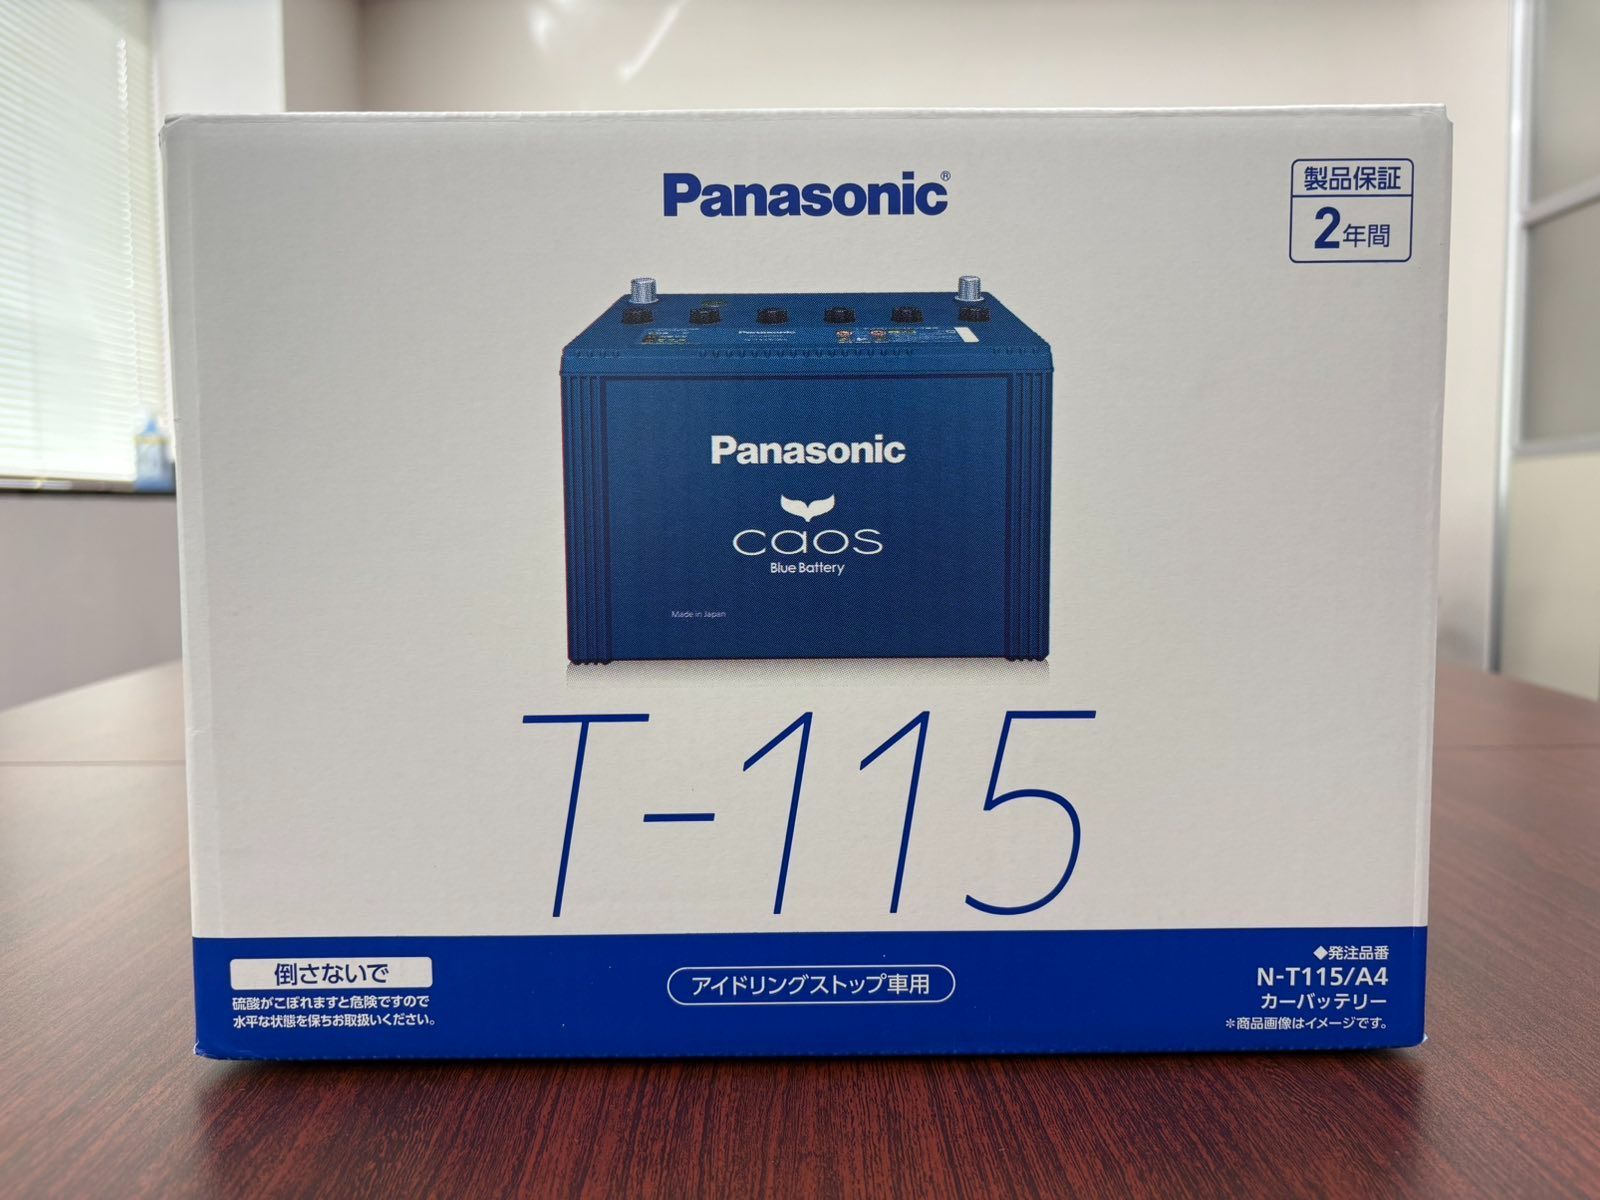 Panasonic®
製品保証
2年間
Panasonic
Panasonic
caos
Blue Battery
Made in Japan
T-115
倒さないで
硫酸がこぼれますと危険ですので
水平な状態を保ちお取扱いください。
アイドリングストップ車用
◆発注品番
N-T115/A4
カーバッテリー
＊商品画像はイメージです。